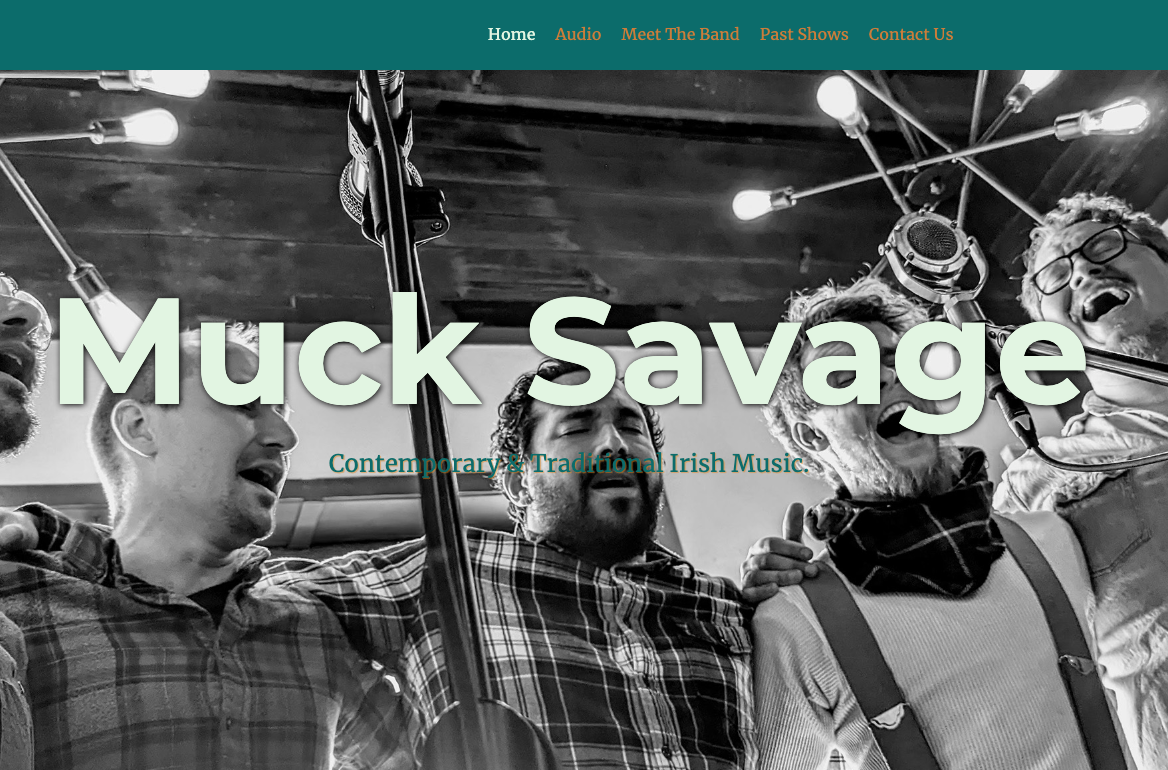 Home Audio Meet The Band Past Shows Contact Us
Muck Savage
Contemporary & Traditional Irish Music.